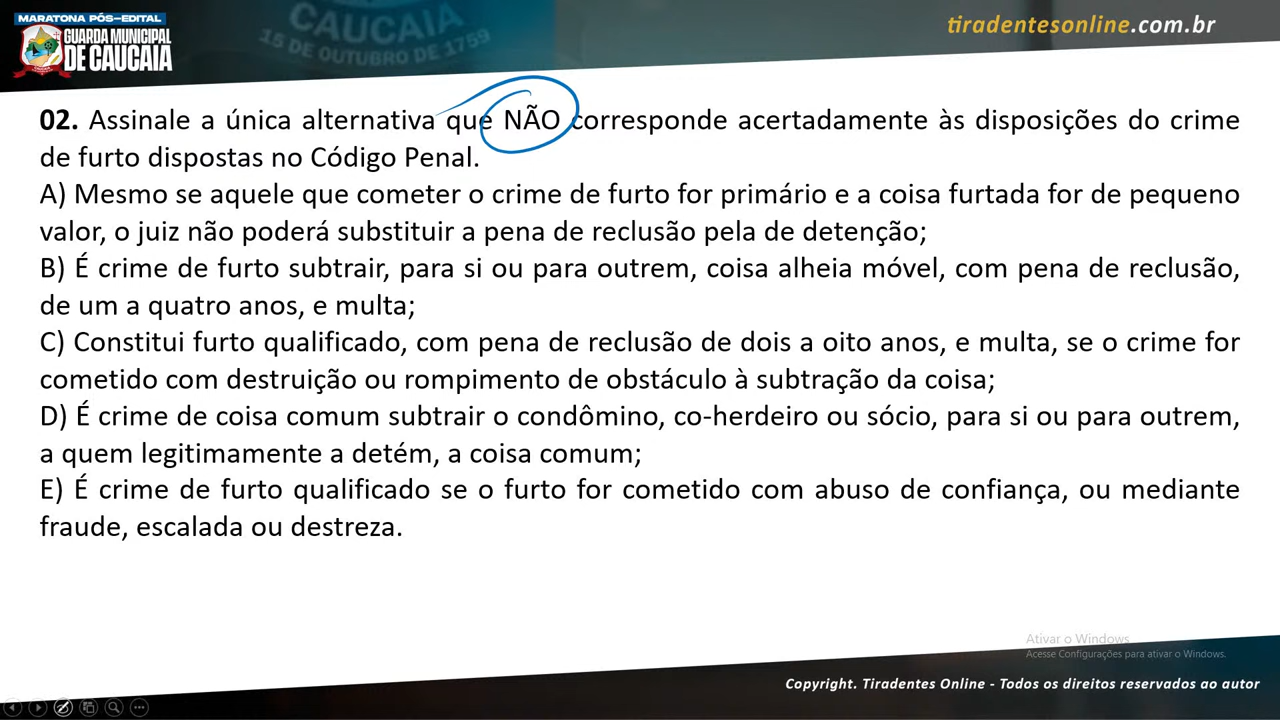 MARATONA PÓS-EDITAL
GUARDA MUNICIPAL
DE CAUCAIA
CAUCAIA
15 DE OUTUBRO DE 1759
tiradentesonline.com.br
02. Assinale a única alternativa que NÃO corresponde acertadamente às disposições do crime
de furto dispostas no Código Penal.
A) Mesmo se aquele que cometer o crime de furto for primário e a coisa furtada for de pequeno
valor, o juiz não poderá substituir a pena de reclusão pela de detenção;
B) É crime de furto subtrair, para si ou para outrem, coisa alheia móvel, com pena de reclusão,
de um a quatro anos, e multa;
C) Constitui furto qualificado, com pena de reclusão de dois a oito anos, e multa, se o crime for
cometido com destruição ou rompimento de obstáculo à subtração da coisa;
D) É crime de coisa comum subtrair o condômino, co-herdeiro ou sócio, para si ou para outrem,
a quem legitimamente a detém, a coisa comum;
E) É crime de furto qualificado se o furto for cometido com abuso de confiança, ou mediante
fraude, escalada ou destreza.
Ativar o Windows
Acesse Configurações para ativar o Windows.
Copyright. Tiradentes Online - Todos os direitos reservados ao autor